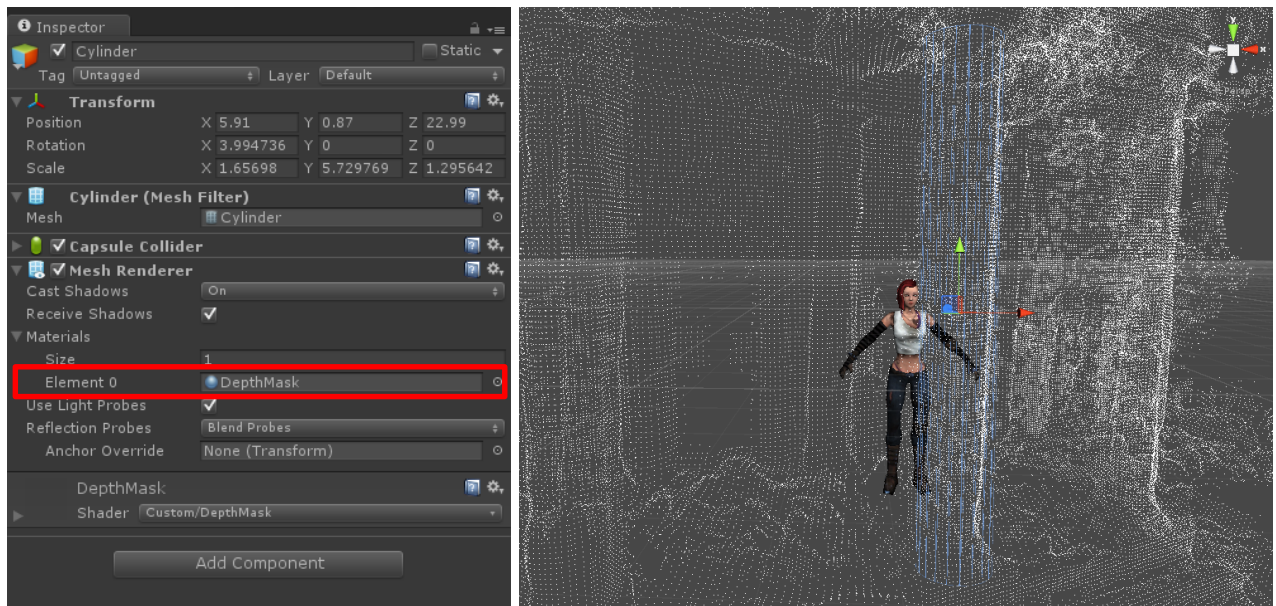 Inspector
Cylinder Static
Tag Untagged Layer Default
Transform
Position X 5.91 Y 0.87 Z 22.99
Rotation X 3.994736 Y 0 Z 0
Scale X 1.65698 Y 5.729769 Z 1.295642
Cylinder (Mesh Filter)
Mesh Cylinder
Capsule Collider
Mesh Renderer
Cast Shadows On
Receive Shadows
Materials
Size 1
Element 0 DepthMask
Use Light Probes
Reflection Probes Blend Probes
Anchor Override None (Transform)
DepthMask
Shader Custom/DepthMask
Add Component
y
x
Persp